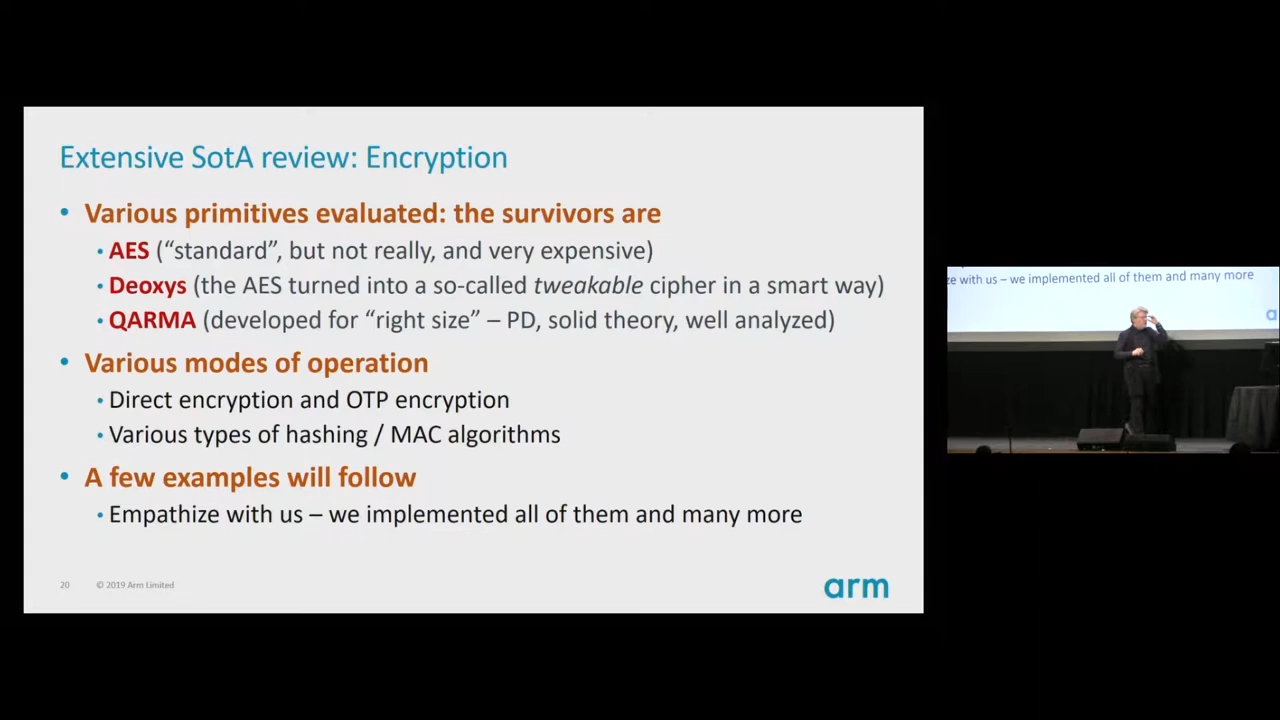 Extensive SotA review: Encryption
• Various primitives evaluated: the survivors are
• AES (“standard”, but not really, and very expensive)
• Deoxys (the AES turned into a so-called tweakable cipher in a smart way)
• QARMA (developed for “right size” – PD, solid theory, well analyzed)
• Various modes of operation
• Direct encryption and OTP encryption
• Various types of hashing / MAC algorithms
• A few examples will follow
• Empathize with us – we implemented all of them and many more
20 © 2019 Arm Limited
arm
with us – we implemented all of them and many more